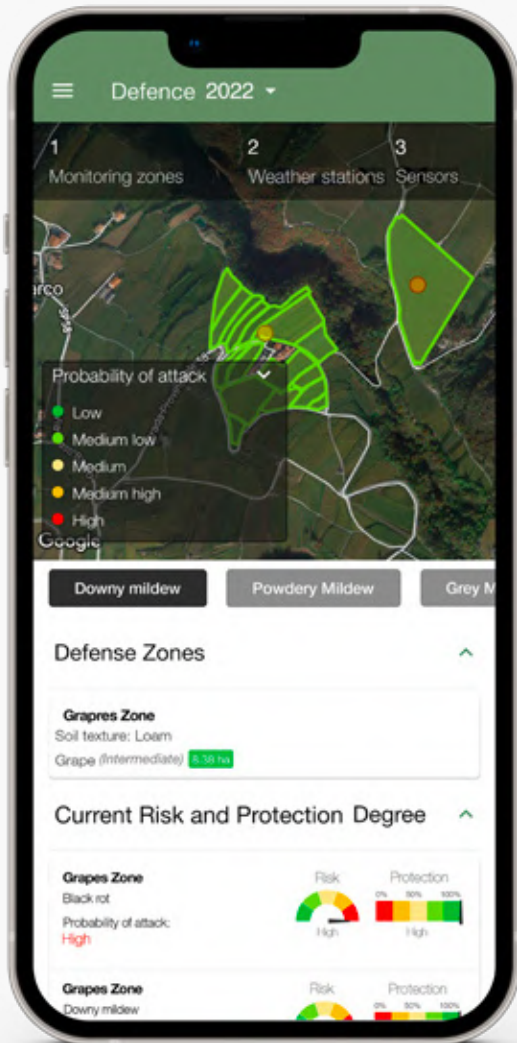 Defence 2022
1 2 3
Monitoring zones Weather stations Sensors
arco
Probability of attack
Low
Medium low
Medium
Medium high
High
Google
Downy mildew Powdery Mildew Grey M
Defense Zones
Grapres Zone
Soil texture: Loam
Grape (Intermediate) 8.38 ha
Current Risk and Protection Degree
Grapes Zone Risk Protection
Black rot 0% 50% 100%
Probability of attack:
High High High
Grapes Zone Risk Protection
Downy mildew 0% 50% 100%